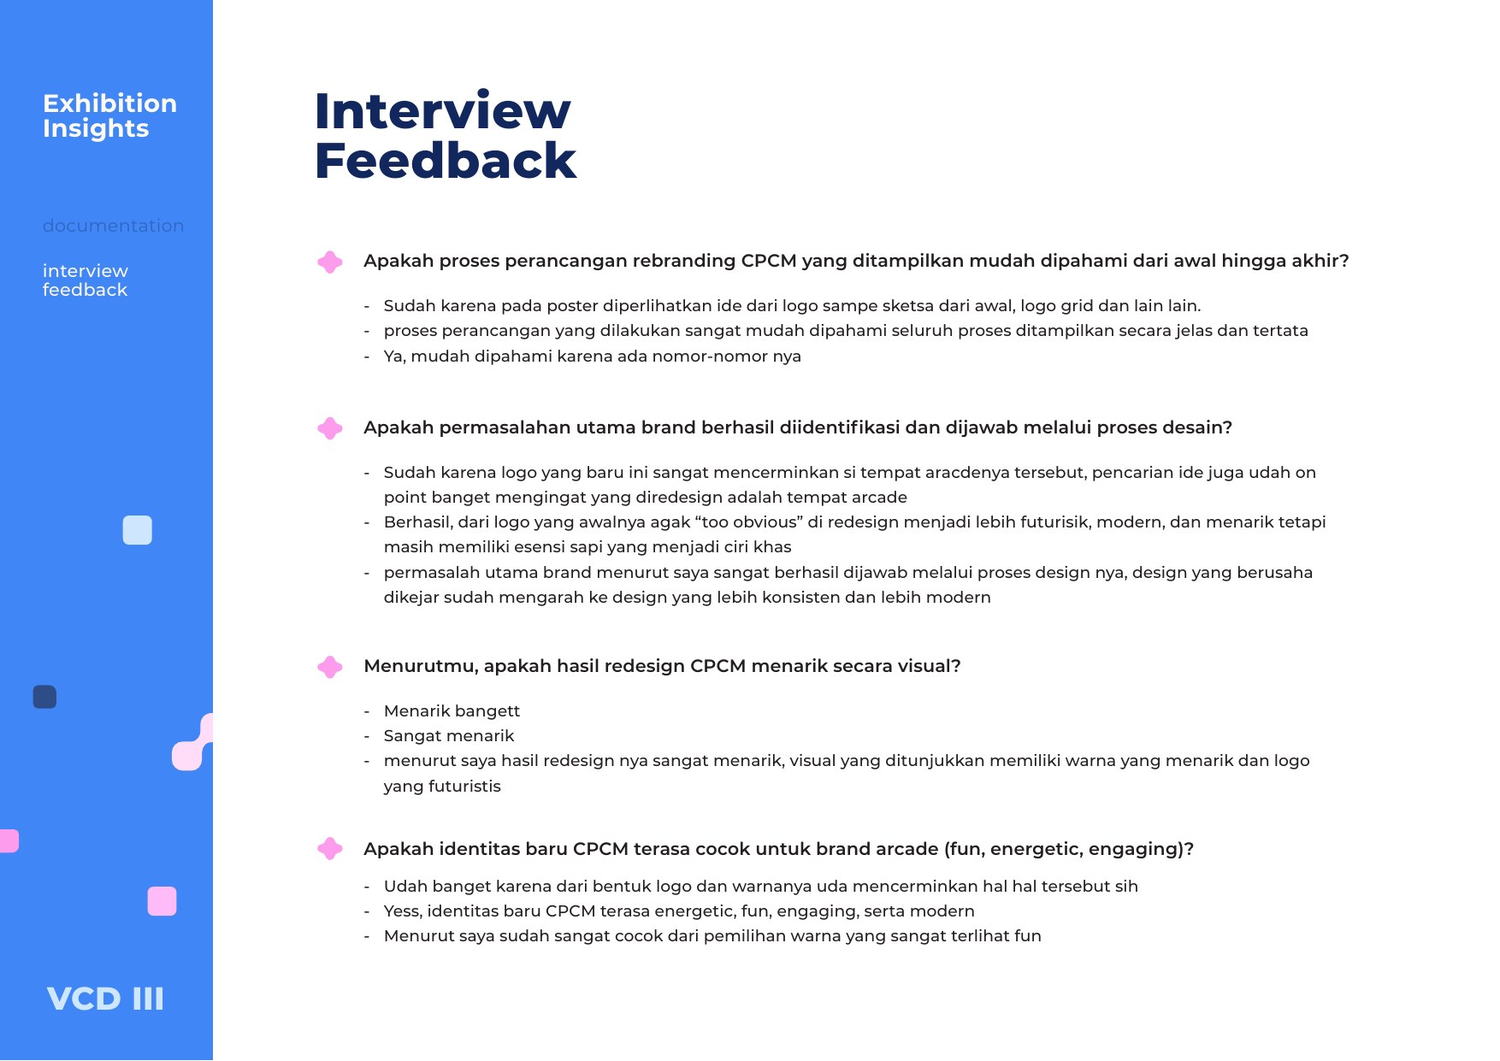 Exhibition
Insights
documentation
interview
feedback
VCD III
Interview
Feedback
Apakah proses perancangan rebranding CPCM yang ditampilkan mudah dipahami dari awal hingga akhir?
- Sudah karena pada poster diperlihatkan ide dari logo sampe sketsa dari awal, logo grid dan lain lain.
- proses perancangan yang dilakukan sangat mudah dipahami seluruh proses ditampilkan secara jelas dan tertata
- Ya, mudah dipahami karena ada nomor-nomor nya
Apakah permasalahan utama brand berhasil diidentifikasi dan dijawab melalui proses desain?
- Sudah karena logo yang baru ini sangat mencerminkan si tempat aracdenya tersebut, pencarian ide juga udah on
point banget mengingat yang diredesign adalah tempat arcade
- Berhasil, dari logo yang awalnya agak “too obvious” di redesign menjadi lebih futurisik, modern, dan menarik tetapi
masih memiliki esensi sapi yang menjadi ciri khas
- permasalah utama brand menurut saya sangat berhasil dijawab melalui proses design nya, design yang berusaha
dikejar sudah mengarah ke design yang lebih konsisten dan lebih modern
Menurutmu, apakah hasil redesign CPCM menarik secara visual?
- Menarik bangett
- Sangat menarik
- menurut saya hasil redesign nya sangat menarik, visual yang ditunjukkan memiliki warna yang menarik dan logo
yang futuristis
Apakah identitas baru CPCM terasa cocok untuk brand arcade (fun, energetic, engaging)?
- Udah banget karena dari bentuk logo dan warnanya uda mencerminkan hal hal tersebut sih
- Yess, identitas baru CPCM terasa energetic, fun, engaging, serta modern
- Menurut saya sudah sangat cocok dari pemilihan warna yang sangat terlihat fun